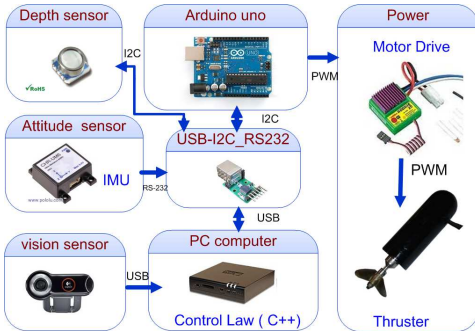 Depth sensor
I2C
RoHS
Arduino uno
UNO
PWM
Power
Motor Drive
PWM
Thruster
I2C
Attitude sensor
IMU
www.pololu.com
RS-232
USB-I2C_RS232
USB
vision sensor
USB
PC computer
Control Law ( C++)